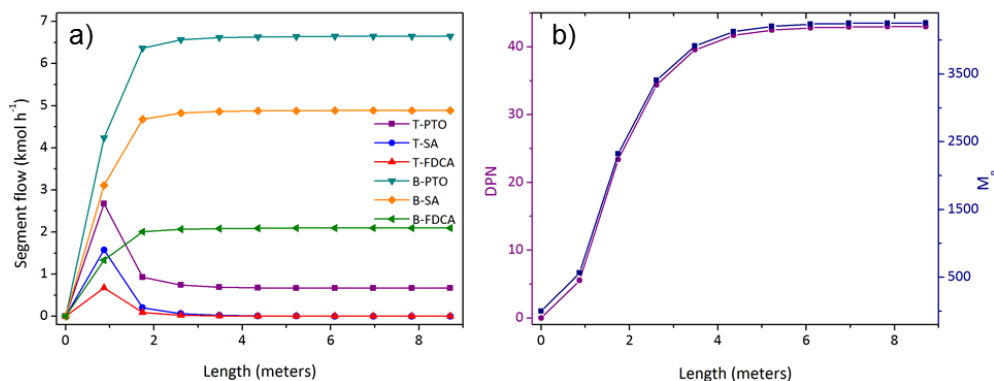 a)
7
6
5
4
3
2
1
0
Segment flow (kmol h⁻¹)
T-PTO
T-SA
T-FDCA
B-PTO
B-SA
B-FDCA
0 2 4 6 8
Length (meters)
b)
40
30
20
10
0
DPN
3500
2500
1500
500
0 2 4 6 8
Length (meters)